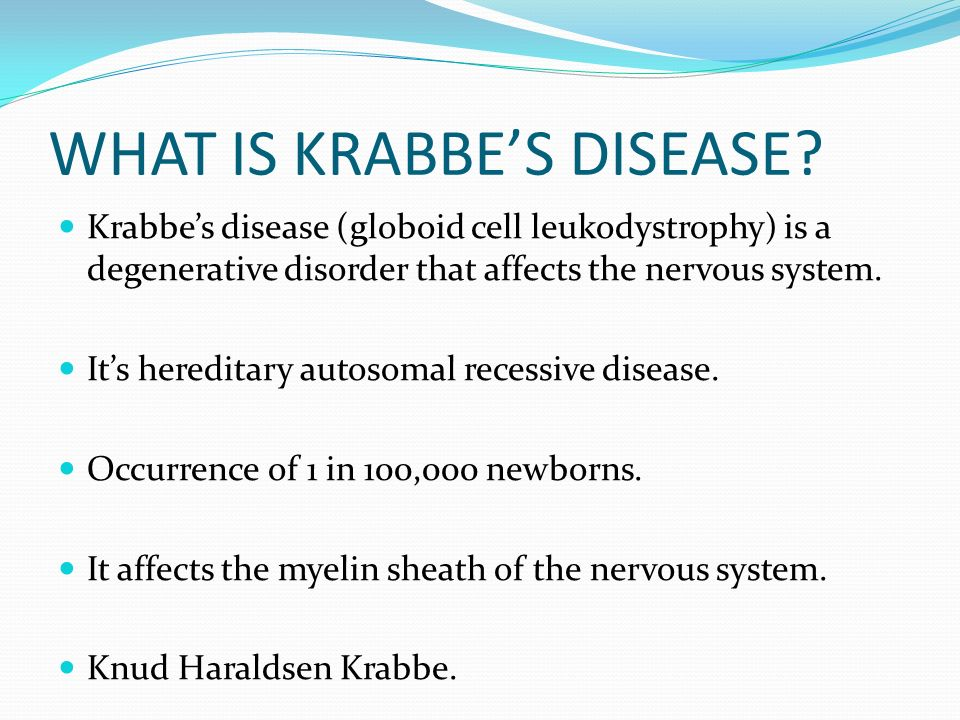 WHAT IS KRABBE’S DISEASE?
Krabbe’s disease (globoid cell leukodystrophy) is a
degenerative disorder that affects the nervous system.
It’s hereditary autosomal recessive disease.
Occurrence of 1 in 100,000 newborns.
It affects the myelin sheath of the nervous system.
Knud Haraldsen Krabbe.